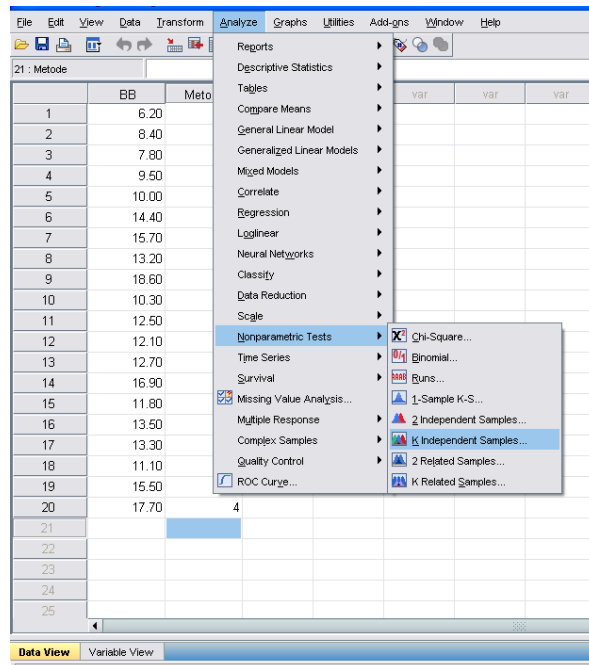 File Edit View Data Transform Analyze Graphs Utilities Add-ons Window Help
21 : Metode
BB Meto var var var
1 6.20
2 8.40
3 7.80
4 9.50
5 10.00
6 14.40
7 15.70
8 13.20
9 18.60
10 10.30
11 12.50
12 12.10
13 12.70
14 16.90
15 11.80
16 13.50
17 13.30
18 11.10
19 15.50
20 17.70 4
21
22
23
24
25
Reports
Descriptive Statistics
Tables
Compare Means
General Linear Model
Generalized Linear Models
Mixed Models
Correlate
Regression
Loglinear
Neural Networks
Classify
Data Reduction
Scale
Nonparametric Tests
Time Series
Survival
Missing Value Analysis...
Multiple Response
Complex Samples
Quality Control
ROC Curve...
Chi-Square...
Binomial...
Runs...
1-Sample K-S...
2 Independent Samples...
K Independent Samples...
2 Related Samples...
K Related Samples...
Data View Variable View